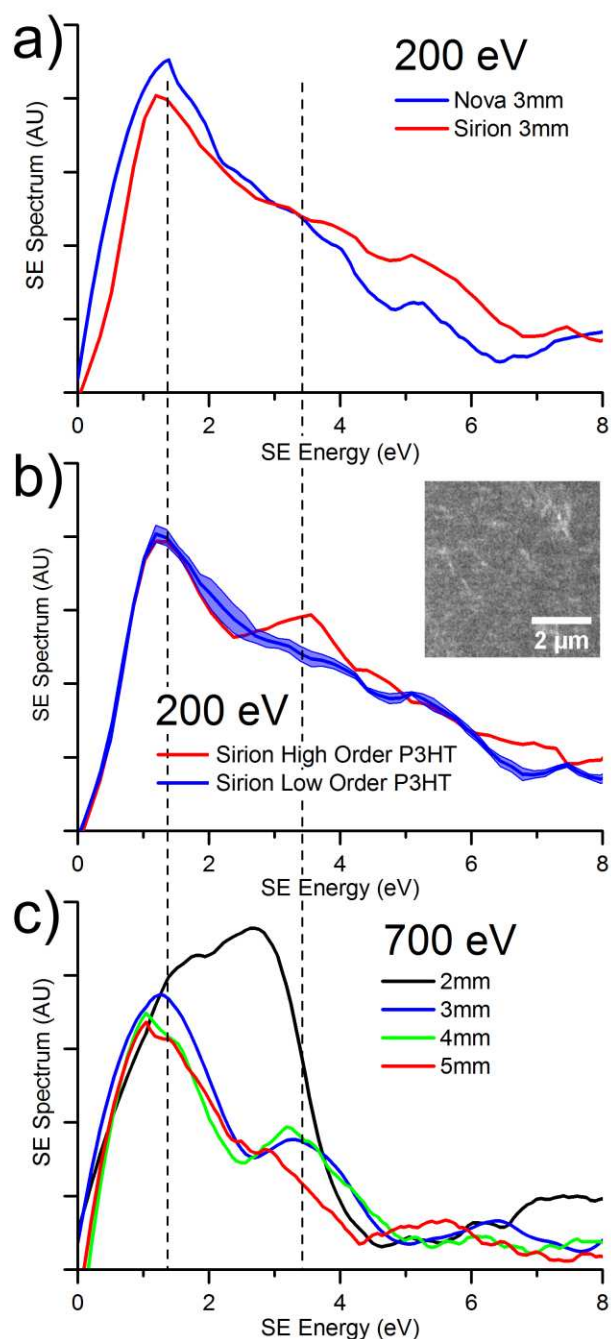 a)
200 eV
Nova 3mm
Sirion 3mm
SE Spectrum (AU)
0 2 4 6 8
SE Energy (eV)
b)
2 µm
200 eV
Sirion High Order P3HT
Sirion Low Order P3HT
SE Spectrum (AU)
0 2 4 6 8
SE Energy (eV)
c)
700 eV
2mm
3mm
4mm
5mm
SE Spectrum (AU)
0 2 4 6 8
SE Energy (eV)